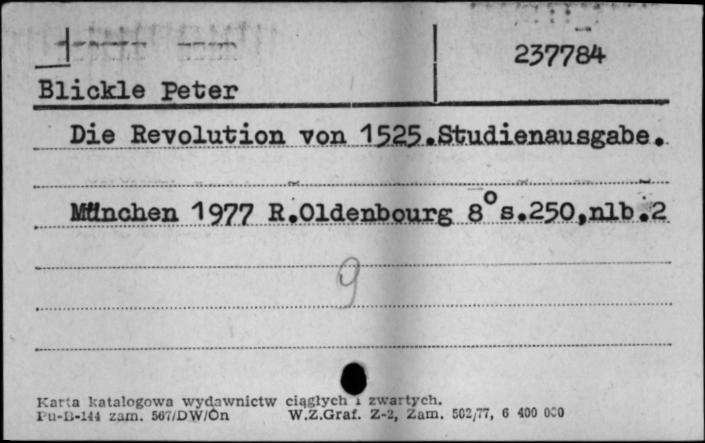 237784
Blickle Peter
Die Revolution von 1525.Studienausgabe.
München 1977 R.Oldenbourg 8° s.250,nlb.2
9
Karta katalogowa wydawnictw ciągłych i zwartych.
Pu-B-144 zam. 567/DW/Ón W.Z.Graf. Z-2, Zam. 502/77, 6 400 000